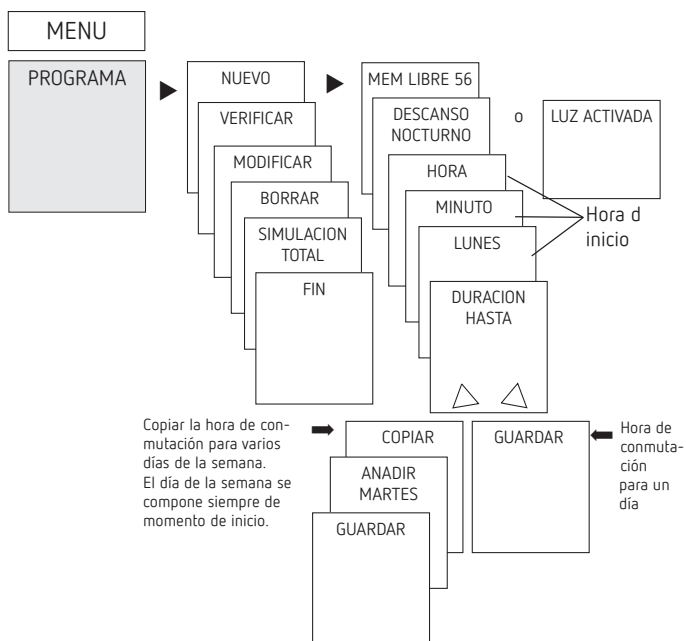 MENU
PROGRAMA
NUEVO
VERIFICAR
MODIFICAR
BORRAR
SIMULACION
TOTAL
FIN
MEM LIBRE 56
DESCANSO
NOCTURNO
o
LUZ ACTIVADA
HORA
MINUTO
LUNES
Hora d
inicio
DURACION
HASTA
Copiar la hora de con-
mutación para varios
días de la semana.
El día de la semana se
compone siempre de
momento de inicio.
COPIAR
ANADIR
MARTES
GUARDAR
GUARDAR
Hora de
conmuta-
ción
para un
día